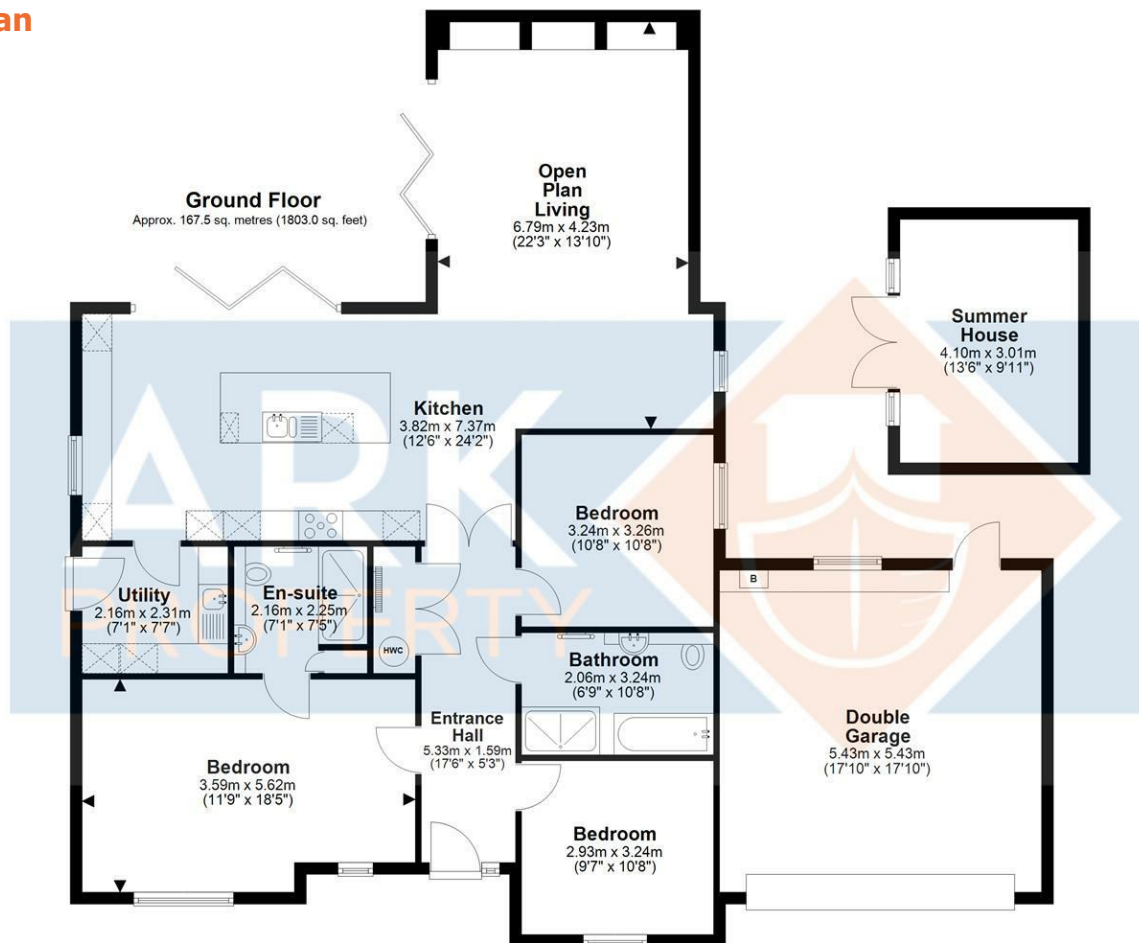 an
Ground Floor
Approx. 167.5 sq. metres (1803.0 sq. feet)
Open
Plan
Living
6.79m x 4.23m
(22'3" x 13'10")
Summer
House
4.10m x 3.01m
(13'6" x 9'11")
Kitchen
3.82m x 7.37m
(12'6" x 24'2")
ARK
PROPERTY
Bedroom
3.24m x 3.26m
(10'8" x 10'8")
Utility
2.16m x 2.31m
(7'1" x 7'7")
En-suite
2.16m x 2.25m
(7'1" x 7'5")
HWC
B
Bathroom
2.06m x 3.24m
(6'9" x 10'8")
Entrance
Hall
5.33m x 1.59m
(17'6" x 5'3")
Double
Garage
5.43m x 5.43m
(17'10" x 17'10")
Bedroom
3.59m x 5.62m
(11'9" x 18'5")
Bedroom
2.93m x 3.24m
(9'7" x 10'8")